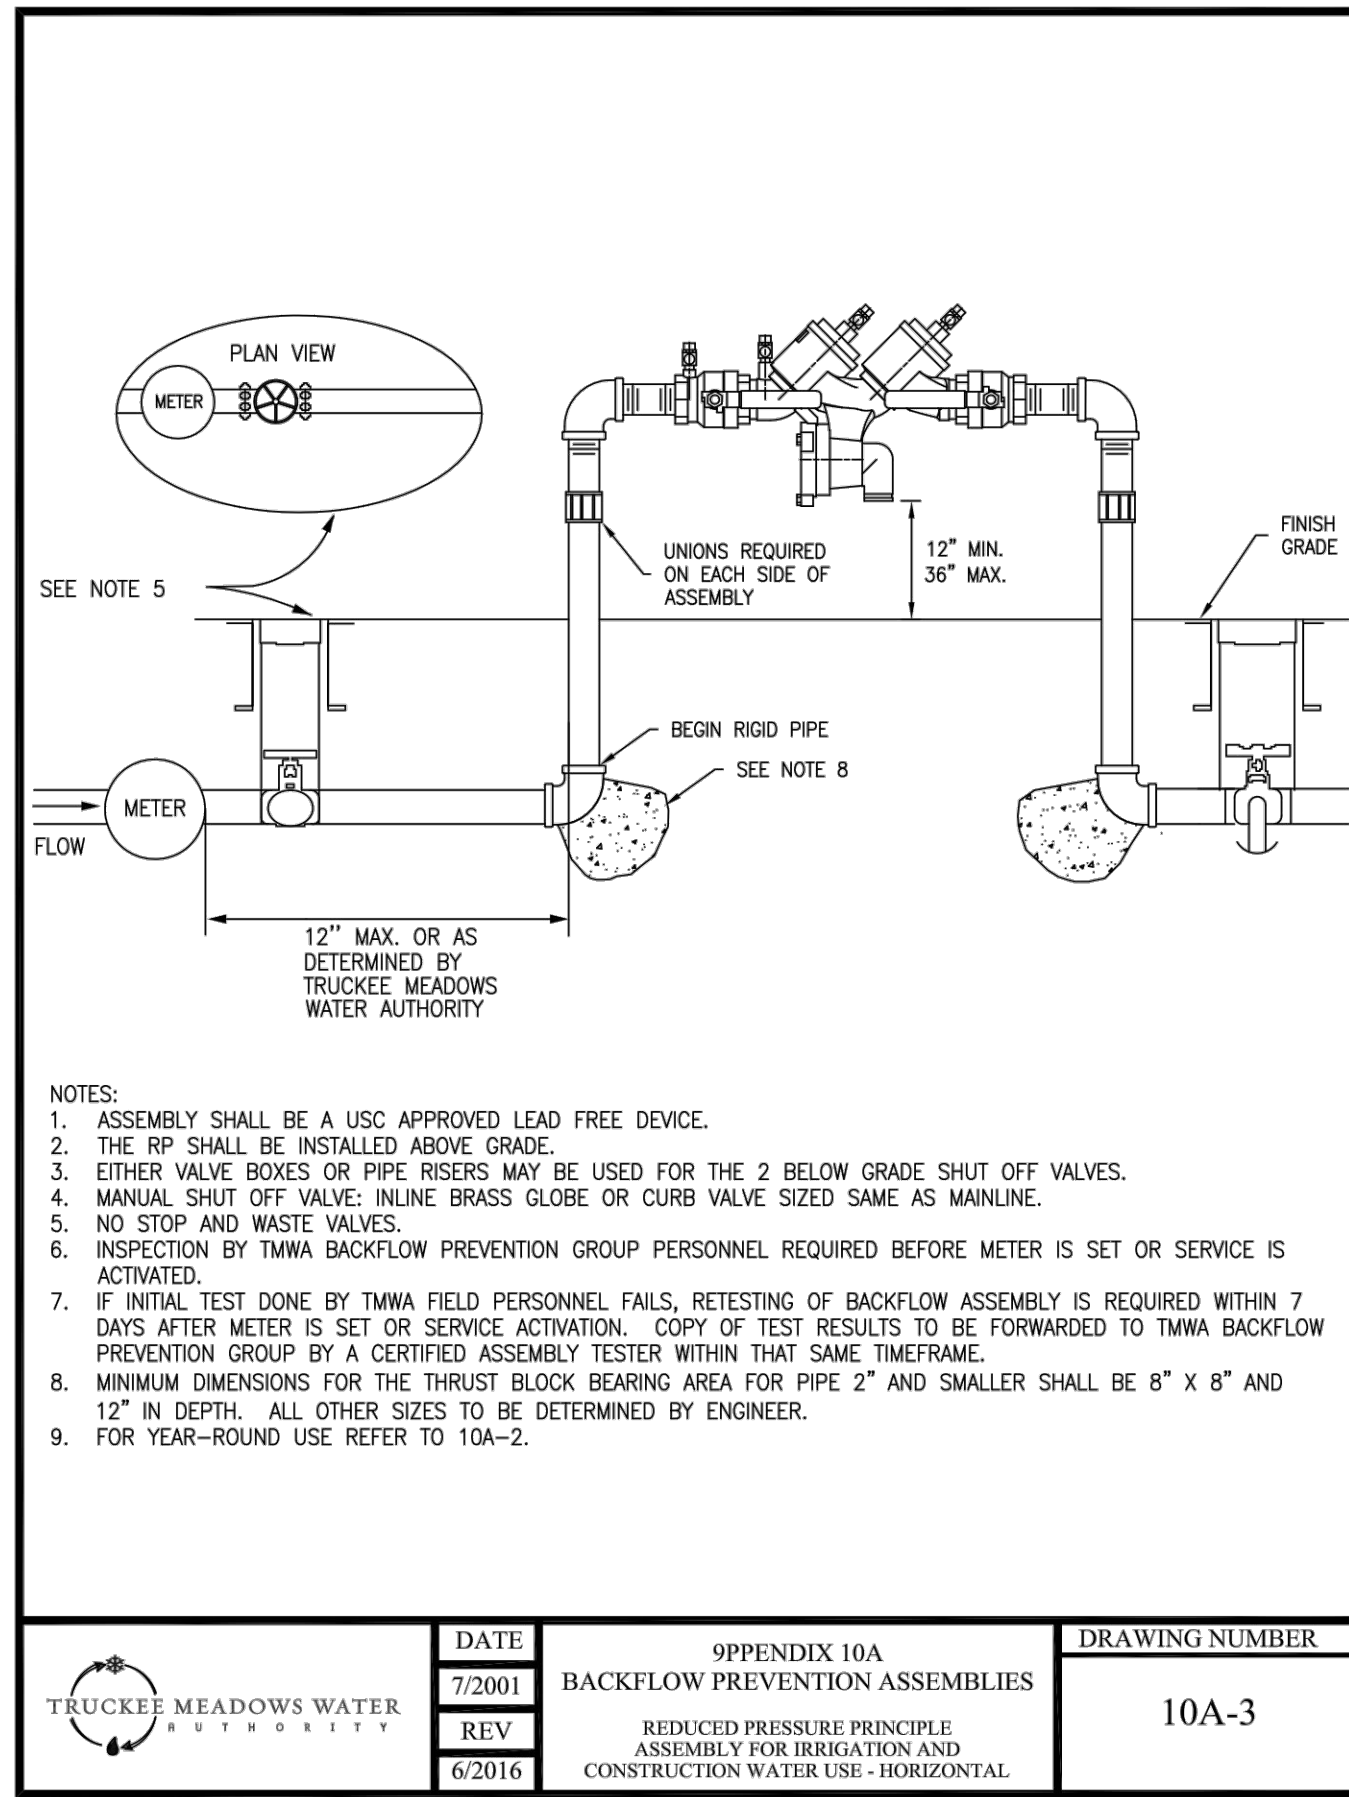 PLAN VIEW
METER
SEE NOTE 5
UNIONS REQUIRED
ON EACH SIDE OF
ASSEMBLY
12” MIN.
36” MAX.
FINISH
GRADE
BEGIN RIGID PIPE
SEE NOTE 8
METER
FLOW
12’’ MAX. OR AS
DETERMINED BY
TRUCKEE MEADOWS
WATER AUTHORITY
NOTES:
1. ASSEMBLY SHALL BE A USC APPROVED LEAD FREE DEVICE.
2. THE RP SHALL BE INSTALLED ABOVE GRADE.
3. EITHER VALVE BOXES OR PIPE RISERS MAY BE USED FOR THE 2 BELOW GRADE SHUT OFF VALVES.
4. MANUAL SHUT OFF VALVE: INLINE BRASS GLOBE OR CURB VALVE SIZED SAME AS MAINLINE.
5. NO STOP AND WASTE VALVES.
6. INSPECTION BY TMWA BACKFLOW PREVENTION GROUP PERSONNEL REQUIRED BEFORE METER IS SET OR SERVICE IS
ACTIVATED.
7. IF INITIAL TEST DONE BY TMWA FIELD PERSONNEL FAILS, RETESTING OF BACKFLOW ASSEMBLY IS REQUIRED WITHIN 7
DAYS AFTER METER IS SET OR SERVICE ACTIVATION. COPY OF TEST RESULTS TO BE FORWARDED TO TMWA BACKFLOW
PREVENTION GROUP BY A CERTIFIED ASSEMBLY TESTER WITHIN THAT SAME TIMEFRAME.
8. MINIMUM DIMENSIONS FOR THE THRUST BLOCK BEARING AREA FOR PIPE 2” AND SMALLER SHALL BE 8” X 8” AND
12” IN DEPTH. ALL OTHER SIZES TO BE DETERMINED BY ENGINEER.
9. FOR YEAR–ROUND USE REFER TO 10A–2.
TRUCKEE MEADOWS WATER
AUTHORITY
DATE
7/2001
REV
6/2016
9PPENDIX 10A
BACKFLOW PREVENTION ASSEMBLIES
REDUCED PRESSURE PRINCIPLE
ASSEMBLY FOR IRRIGATION AND
CONSTRUCTION WATER USE - HORIZONTAL
DRAWING NUMBER
10A-3